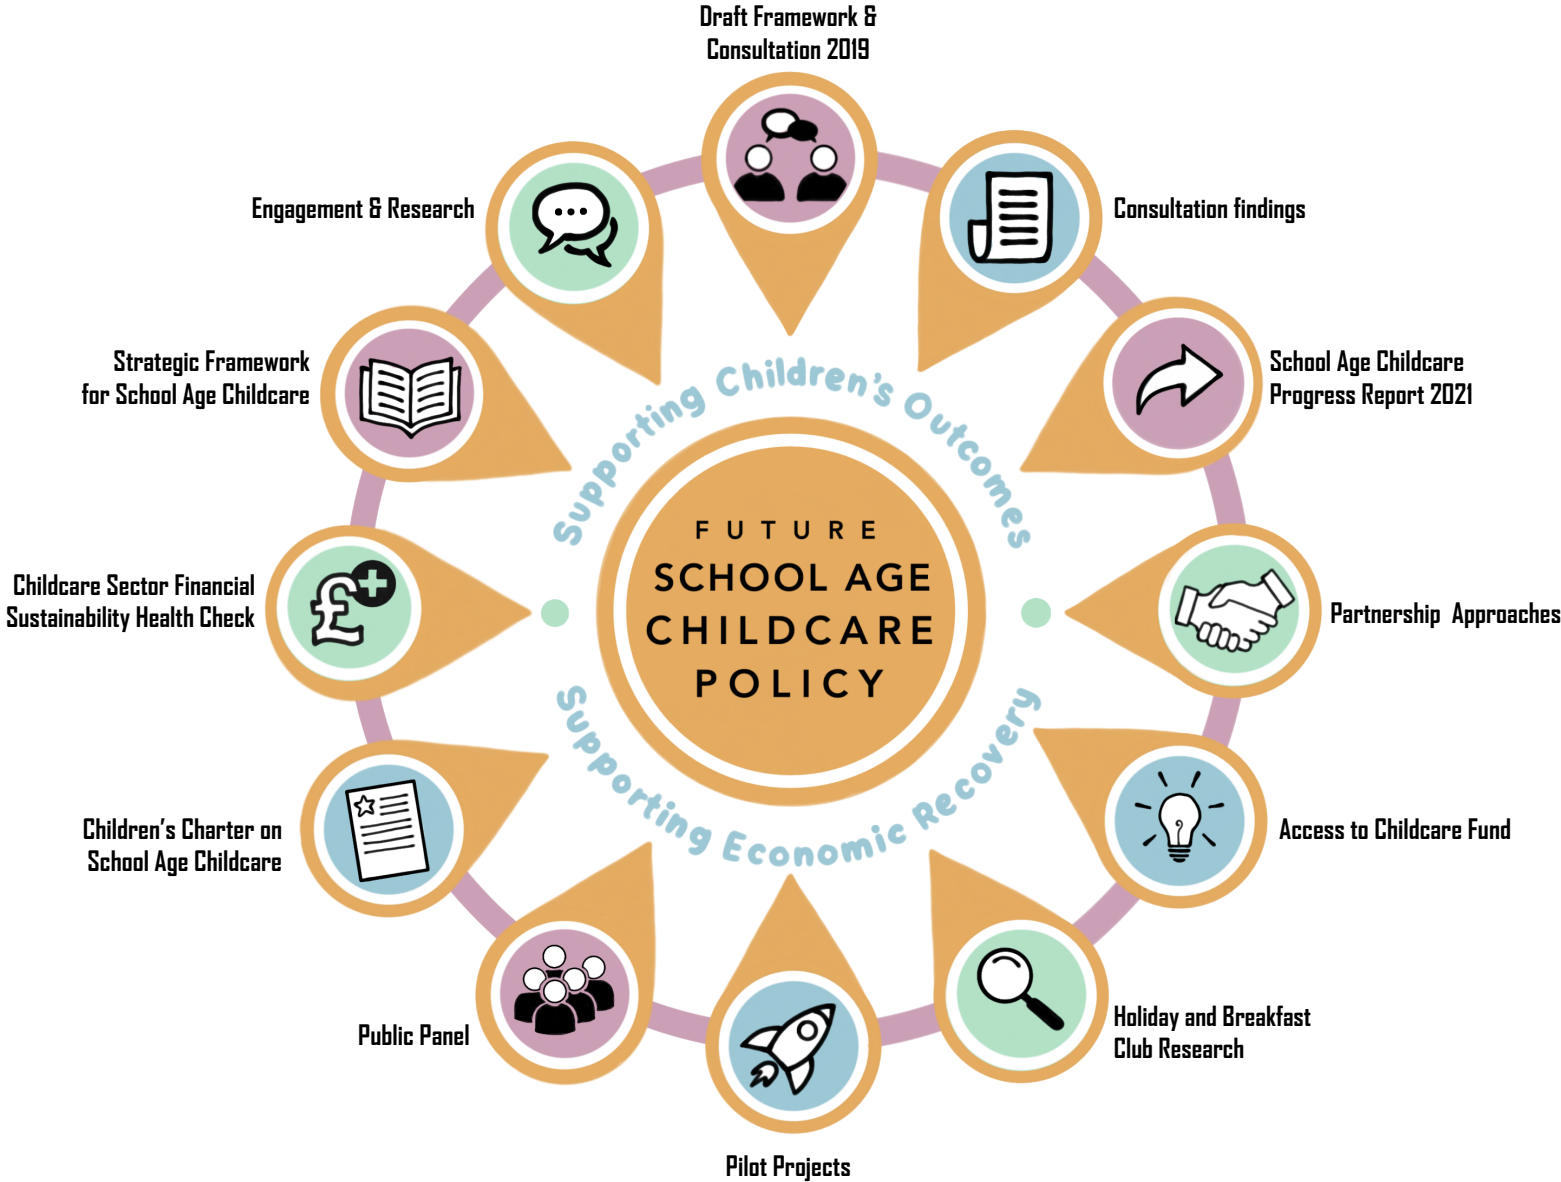 Draft Framework &
Consultation 2019
Consultation findings
School Age Childcare
Progress Report 2021
Partnership Approaches
Access to Childcare Fund
Holiday and Breakfast
Club Research
Pilot Projects
Public Panel
Children's Charter on
School Age Childcare
Childcare Sector Financial
Sustainability Health Check
Strategic Framework
for School Age Childcare
Engagement & Research
Supporting Children's Outcomes
FUTURE
SCHOOL AGE
CHILDCARE
POLICY
Supporting Economic Recovery